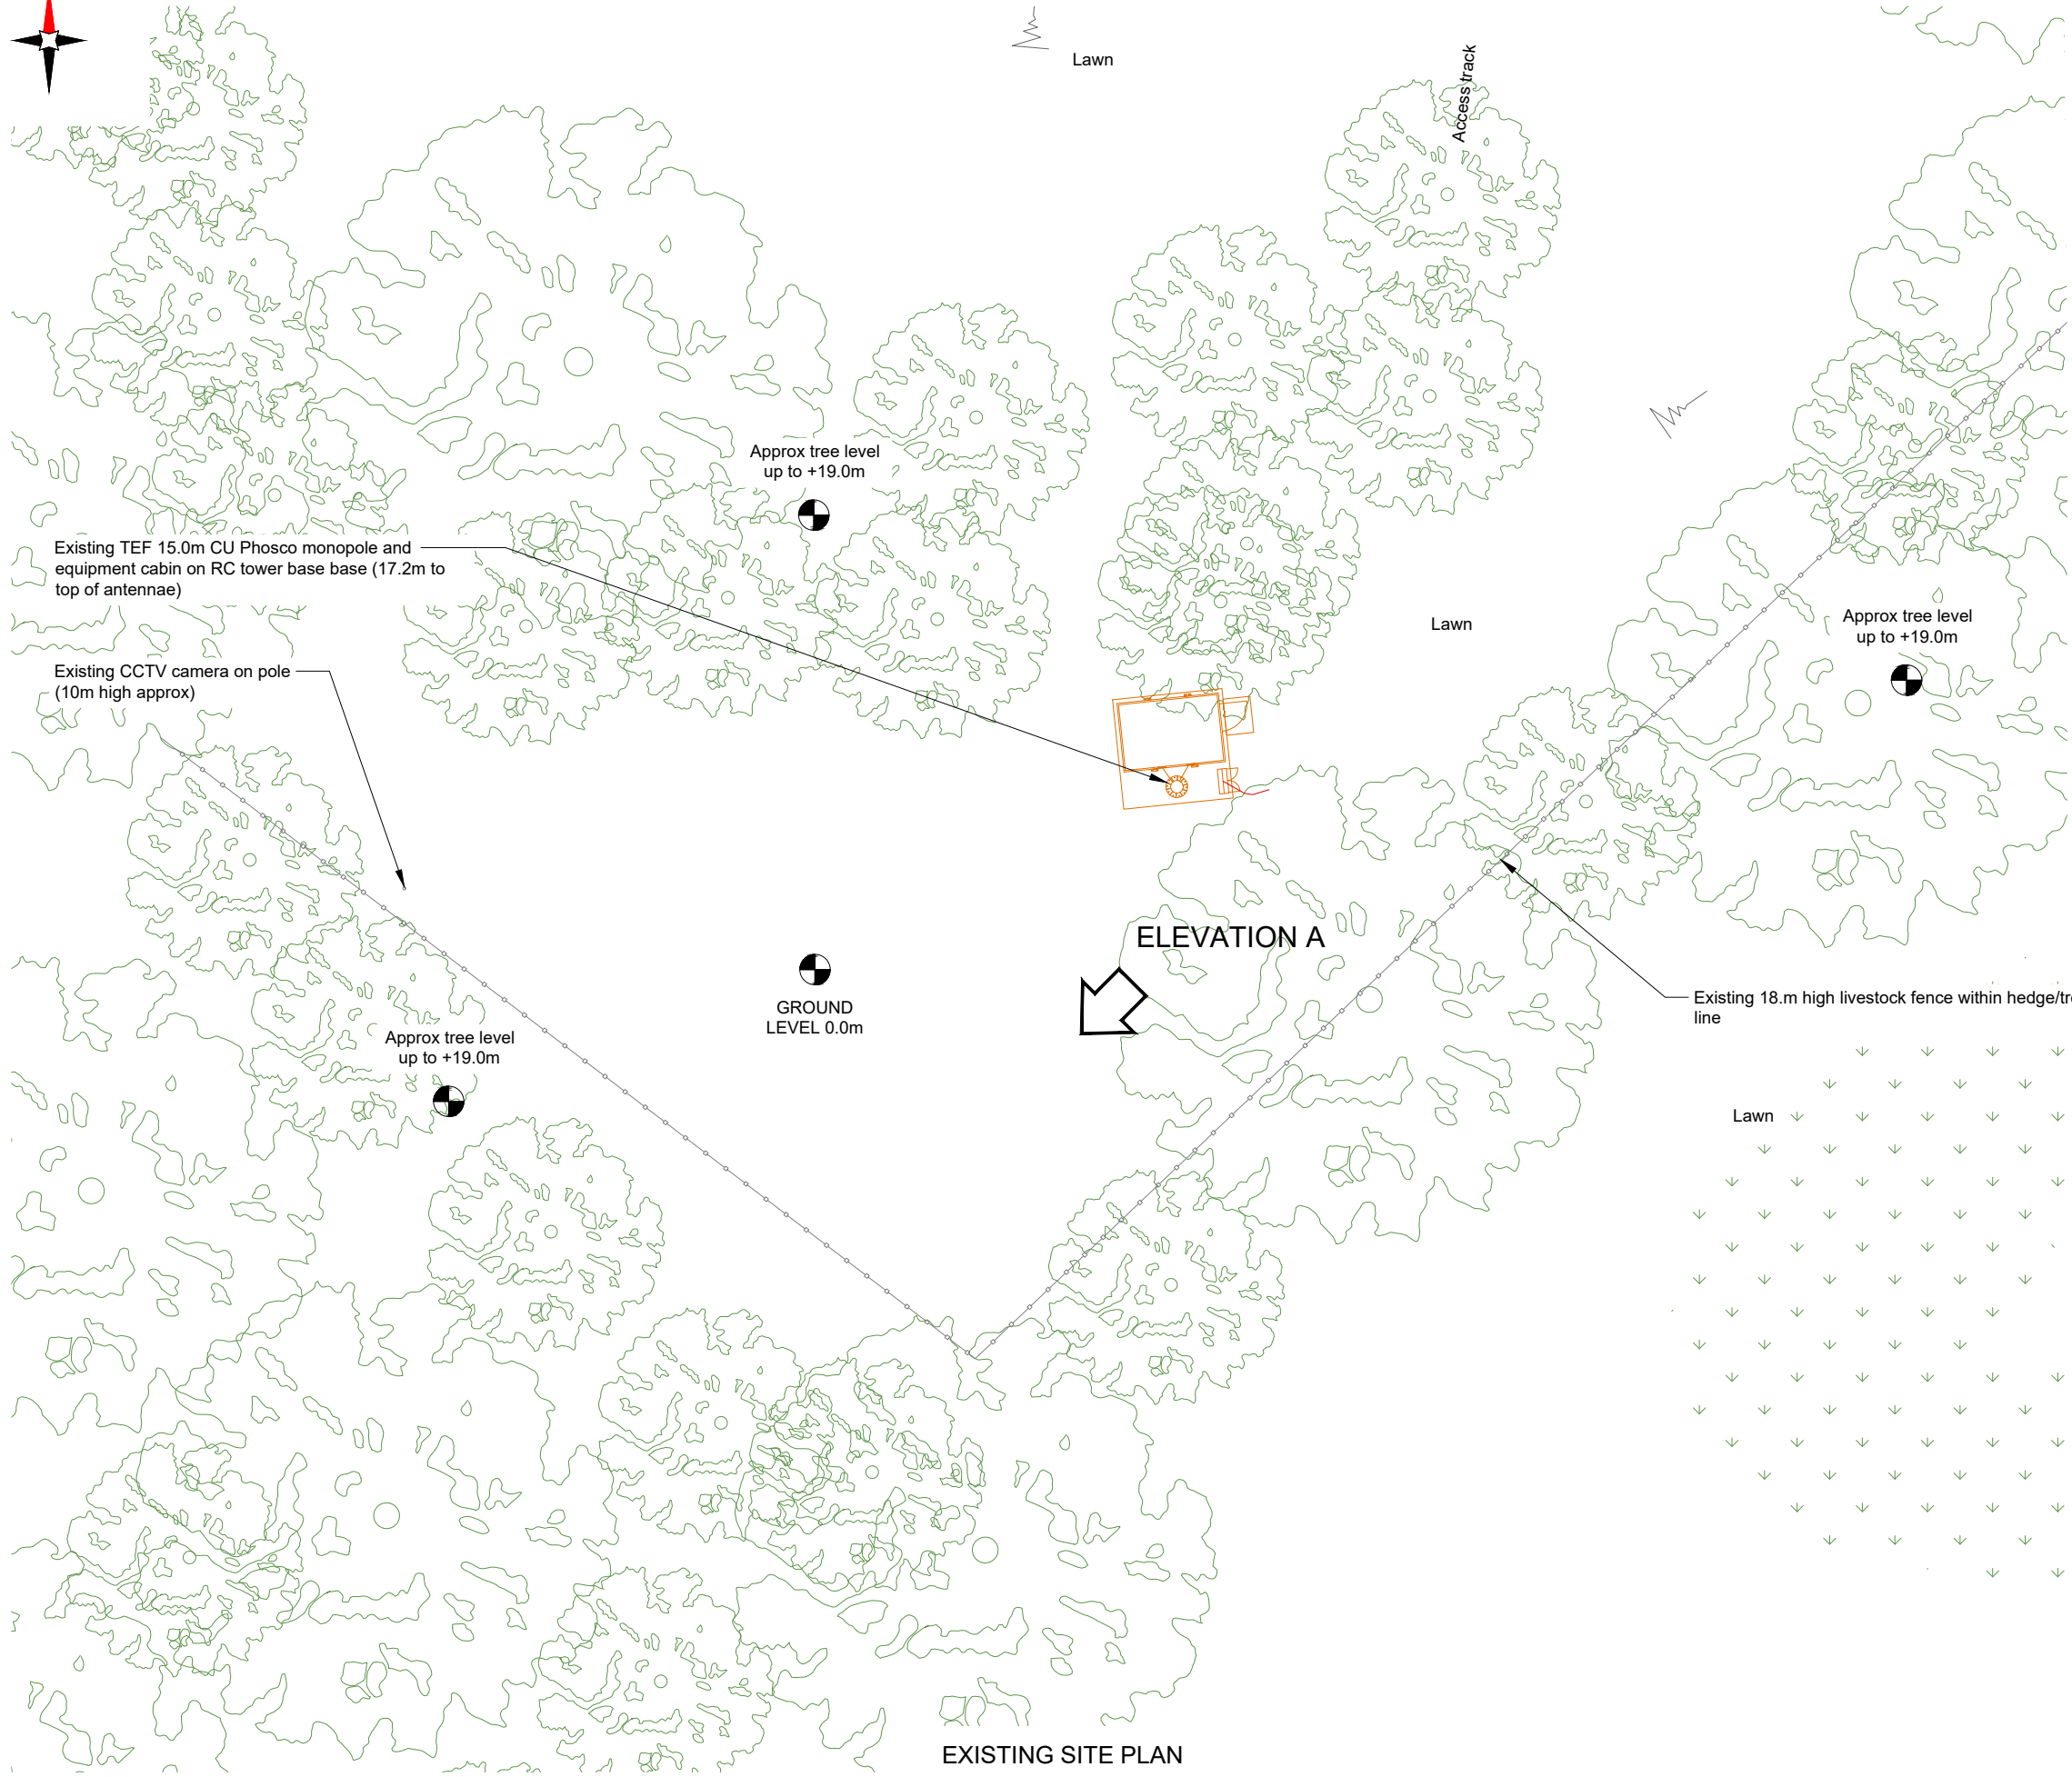 Lawn
Access track
Approx tree level
up to +19.0m
Existing TEF 15.0m CU Phosco monopole and
equipment cabin on RC tower base base (17.2m to
top of antennae)
Approx tree level
up to +19.0m
Lawn
Existing CCTV camera on pole
(10m high approx)
ELEVATION A
Existing 18.m high livestock fence within hedge/tr
line
GROUND
LEVEL 0.0m
Approx tree level
up to +19.0m
Lawn
EXISTING SITE PLAN